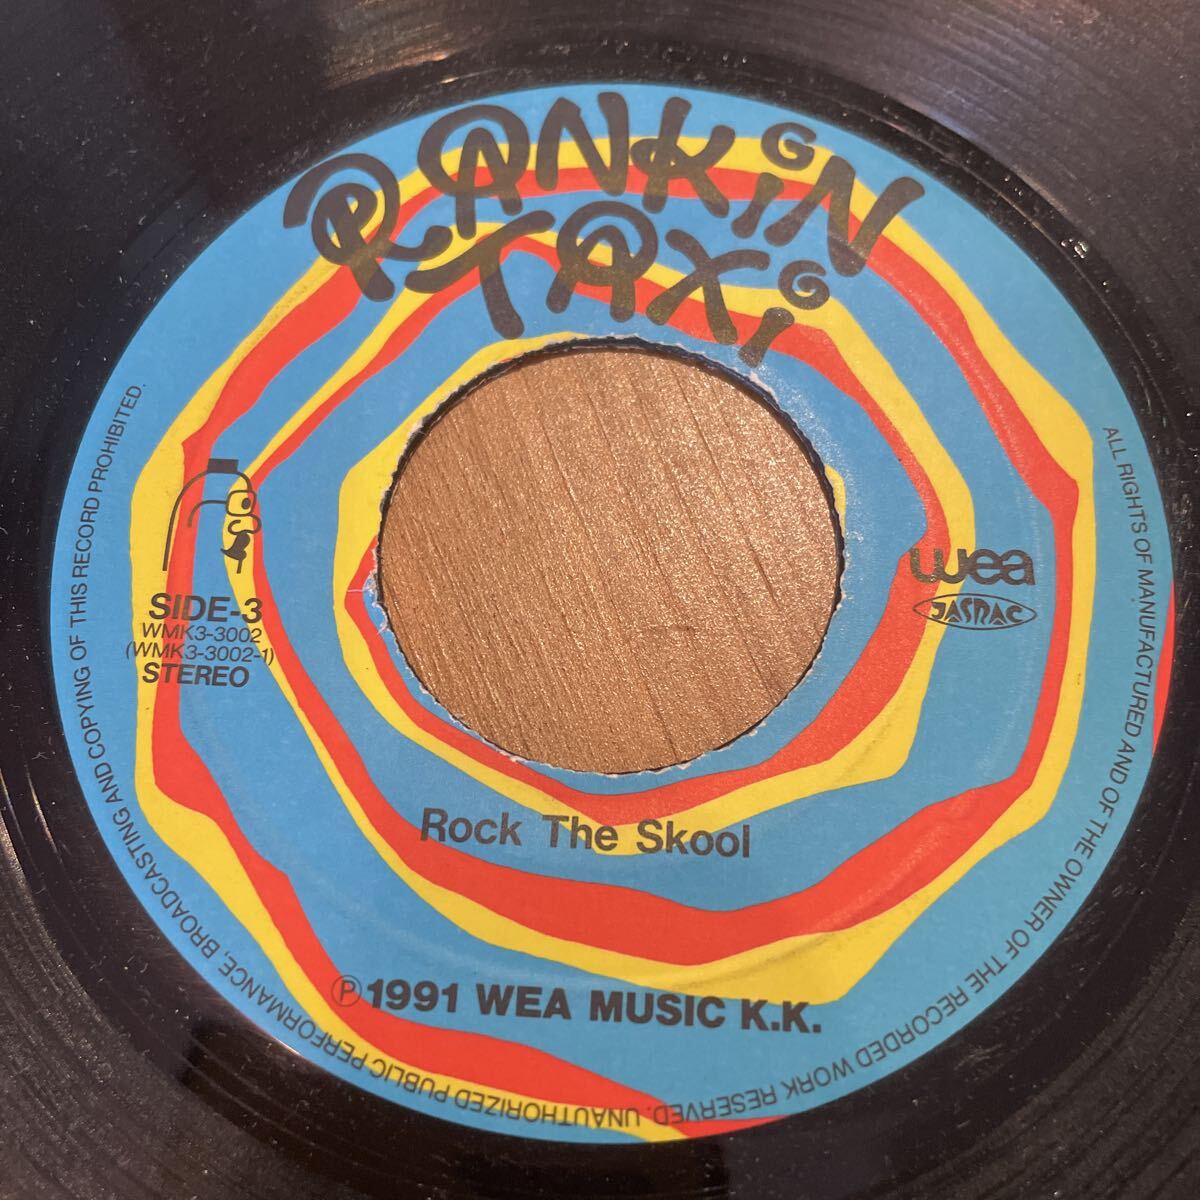 RANKIN
TAXI
SIDE-3
WMK3-3002
(WMK3-3002-1)
STEREO
wea
JASRAC
Rock The Skool
Ⓟ1991 WEA MUSIC K.K.
ALL RIGHTS OF MANUFACTURED AND OF THE OWNER OF THE RECORDED WORK RESERVED. UNAUTHORIZED PUBLIC PERFORMANCE, BROADCASTING AND COPYING OF THIS RECORD PROHIBITED.